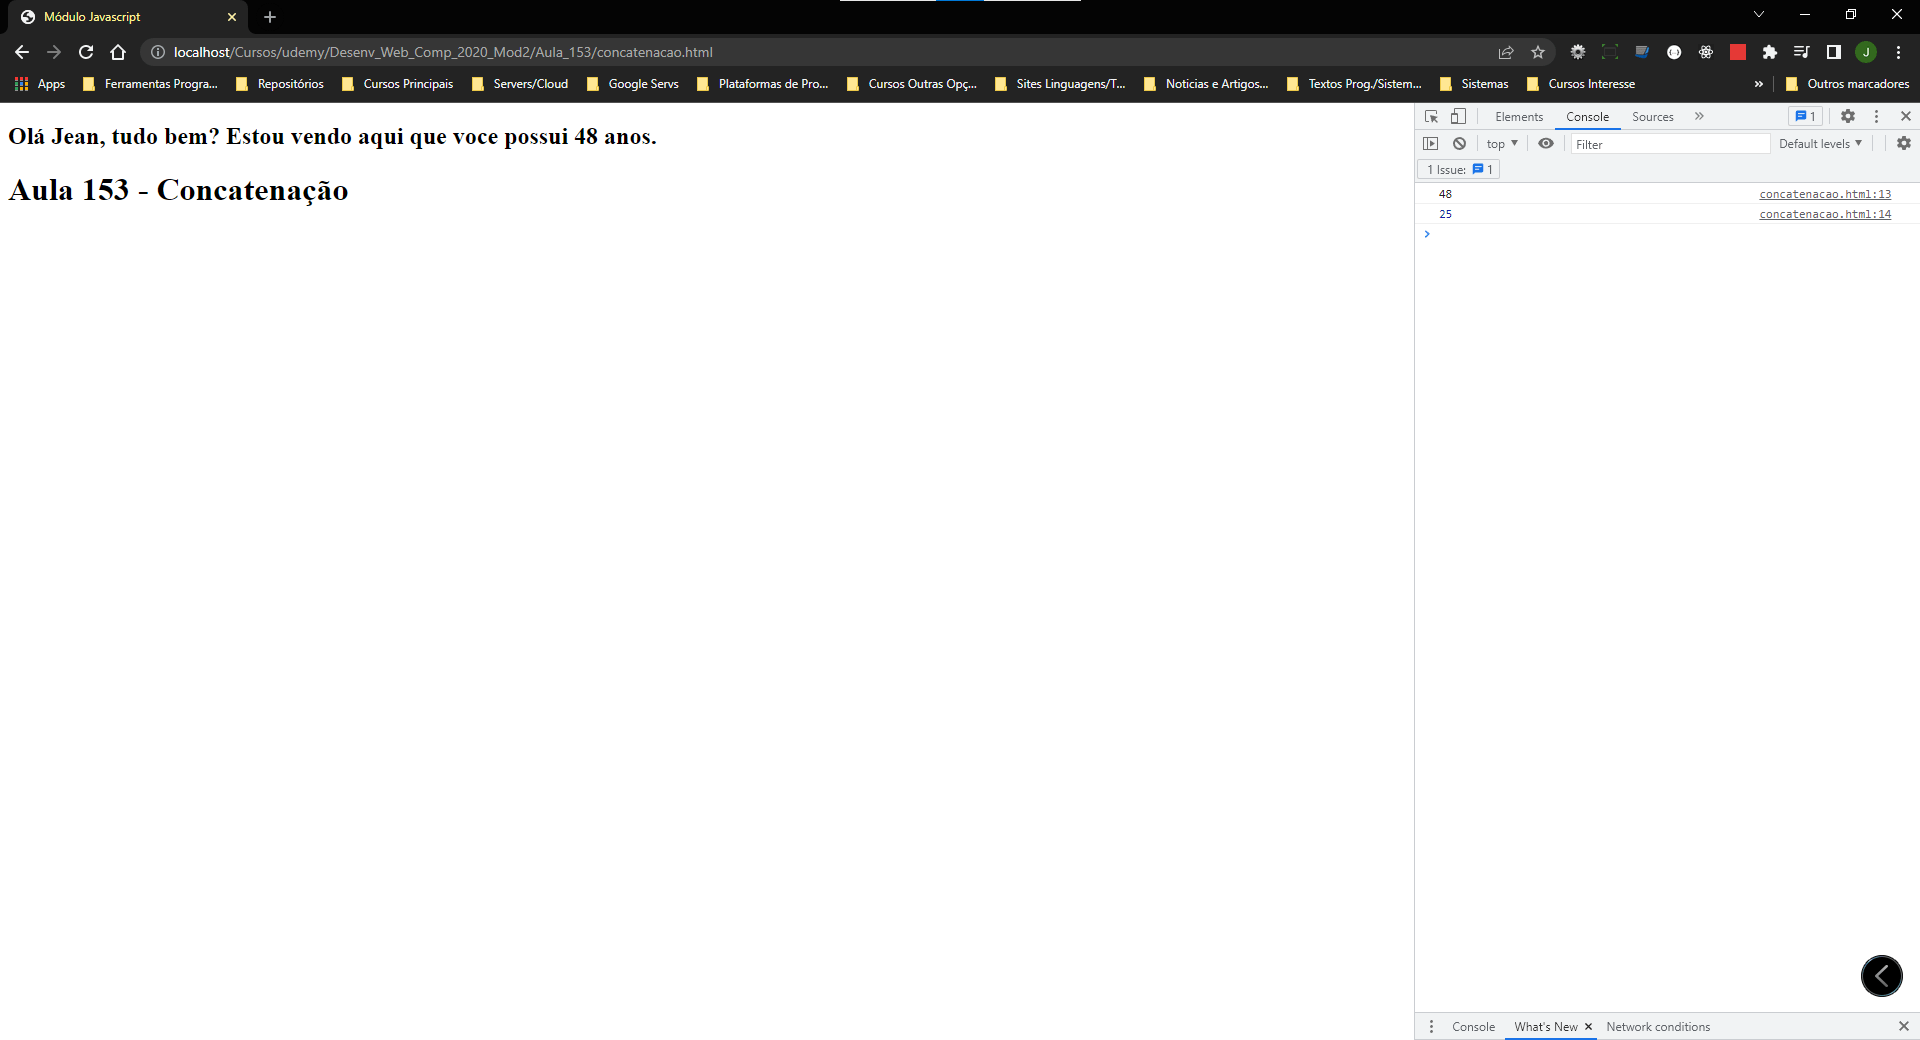 Módulo Javascript
localhost/Cursos/udemy/Desenv_Web_Comp_2020_Mod2/Aula_153/concatenacao.html
J
Apps Ferramentas Progra... Repositórios Cursos Principais Servers/Cloud Google Servs Plataformas de Pro... Cursos Outras Opç... Sites Linguagens/T... Noticias e Artigos... Textos Prog./Sistem... Sistemas Cursos Interesse » Outros marcadores
Olá Jean, tudo bem? Estou vendo aqui que voce possui 48 anos.
Aula 153 - Concatenação
Elements Console Sources » 1
top Filter Default levels
1 Issue: 1
48 concatenacao.html:13
25 concatenacao.html:14
Console What's New Network conditions